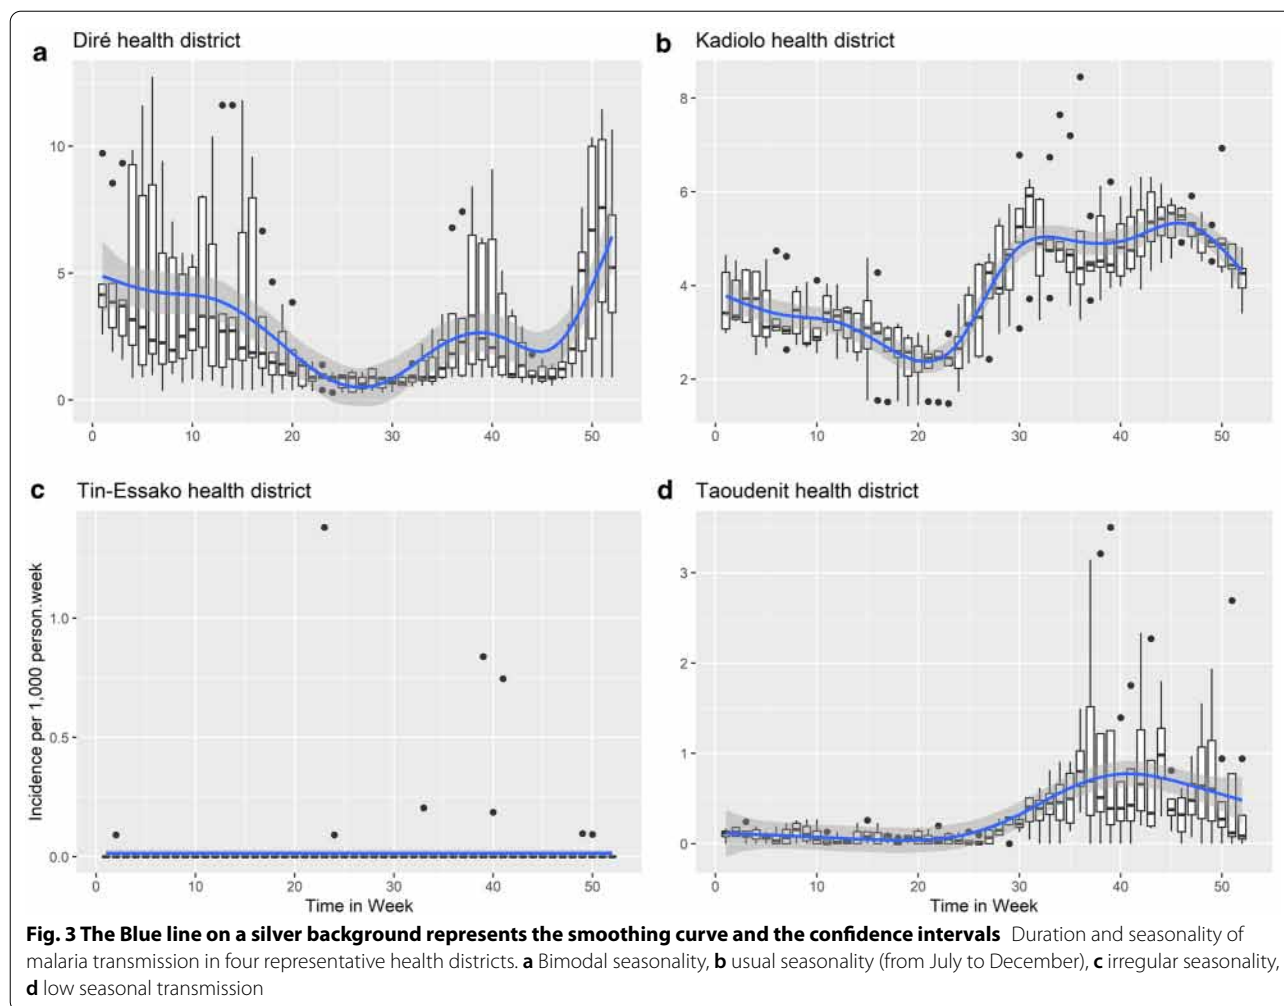 a Diré health district
b Kadiolo health district
10
5
0
8
6
4
2
0 10 20 30 40 50
0 10 20 30 40 50
c Tin-Essako health district
d Taoudenit health district
Incidence per 1,000 person.week
1.0
0.5
0.0
3
2
1
0
0 10 20 30 40 50
0 10 20 30 40 50
Time in Week
Time in Week
Fig. 3 The Blue line on a silver background represents the smoothing curve and the confidence intervals Duration and seasonality of
malaria transmission in four representative health districts. a Bimodal seasonality, b usual seasonality (from July to December), c irregular seasonality,
d low seasonal transmission